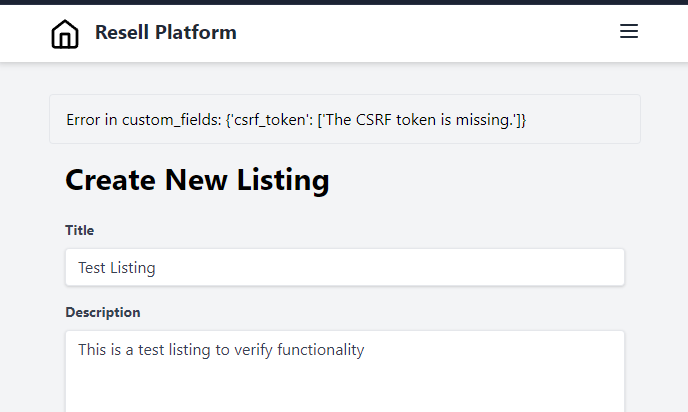 Resell Platform
Error in custom_fields: {'csrf_token': ['The CSRF token is missing.']}
Create New Listing
Title
Test Listing
Description
This is a test listing to verify functionality